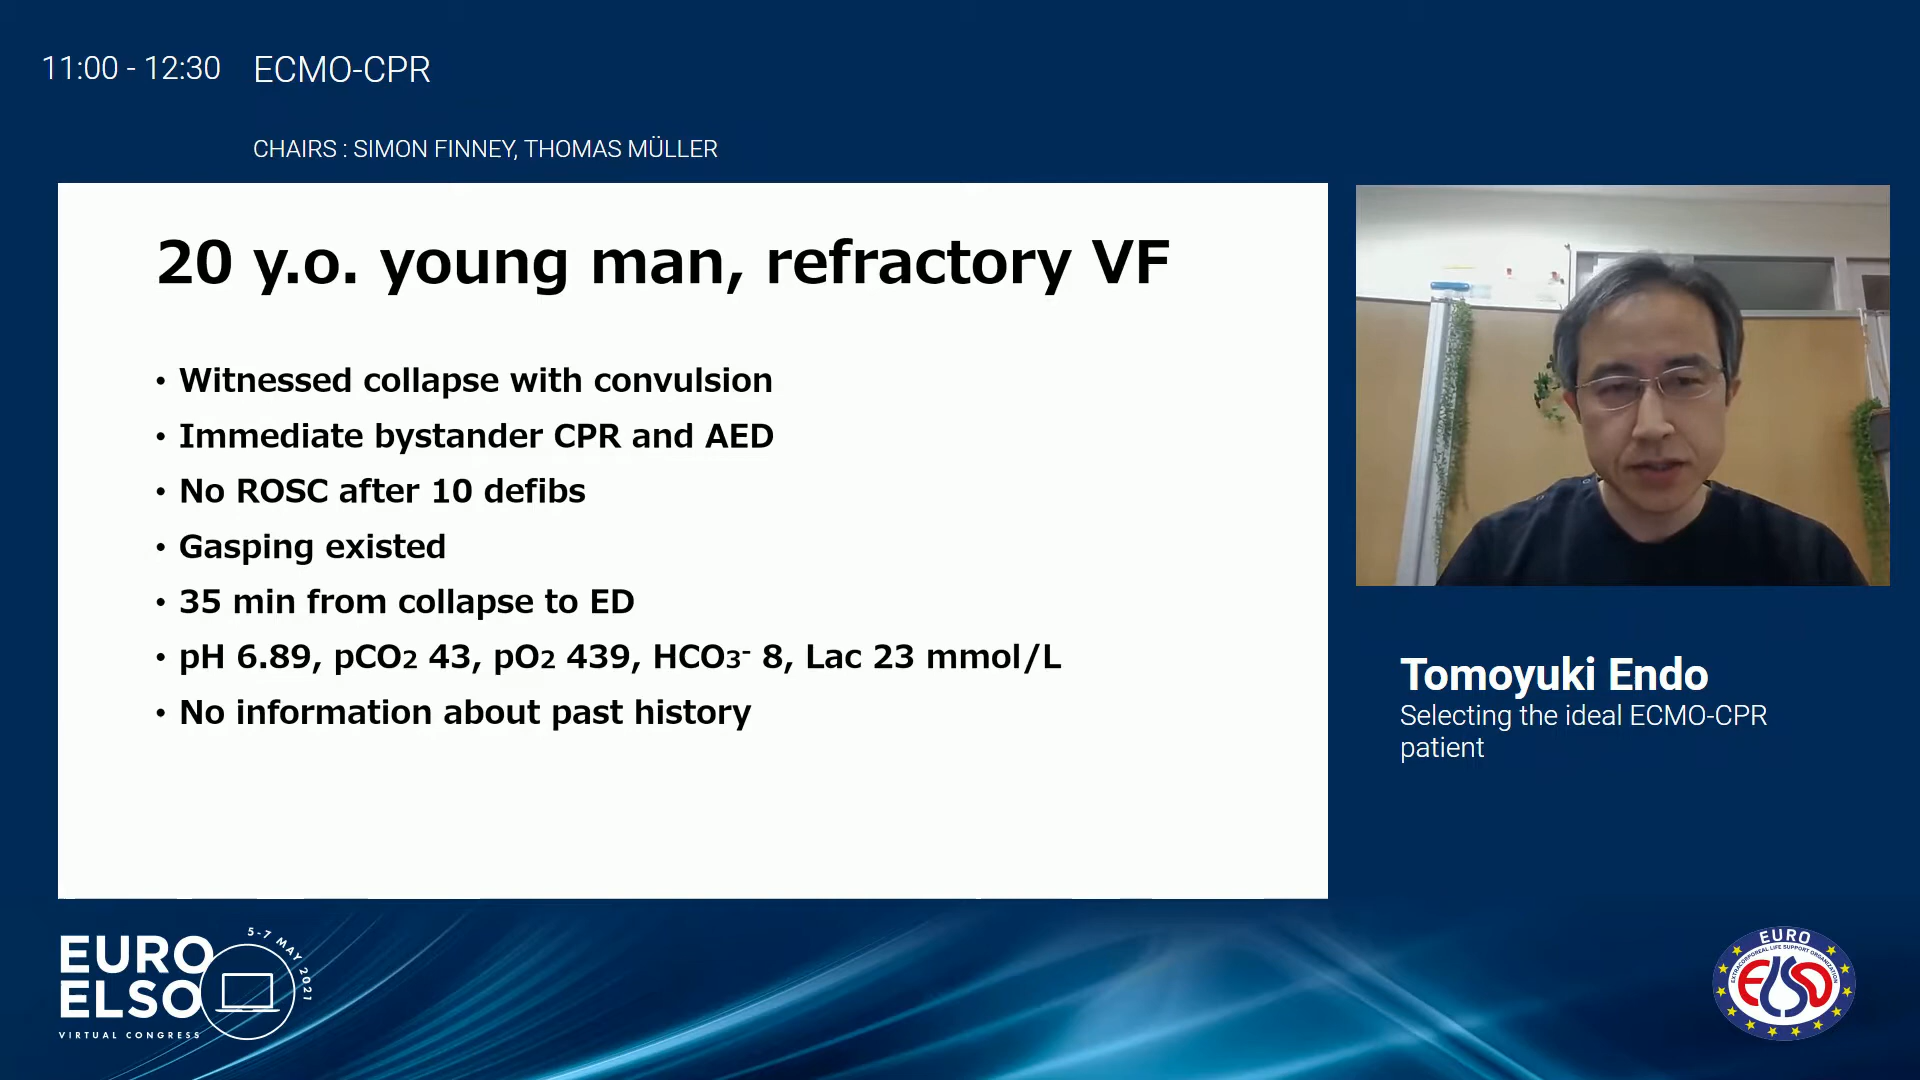 11:00 - 12:30 ECMO-CPR
CHAIRS : SIMON FINNEY, THOMAS MÜLLER
20 y.o. young man, refractory VF
• Witnessed collapse with convulsion
• Immediate bystander CPR and AED
• No ROSC after 10 defibs
• Gasping existed
• 35 min from collapse to ED
• pH 6.89, pCO₂ 43, pO₂ 439, HCO₃⁻ 8, Lac 23 mmol/L
• No information about past history
Tomoyuki Endo
Selecting the ideal ECMO-CPR
patient
EURO
ELSO
VIRTUAL CONGRESS
5-7 MAY 2021
EURO
EXTRACORPOREAL LIFE SUPPORT ORGANIZATION
ELSO